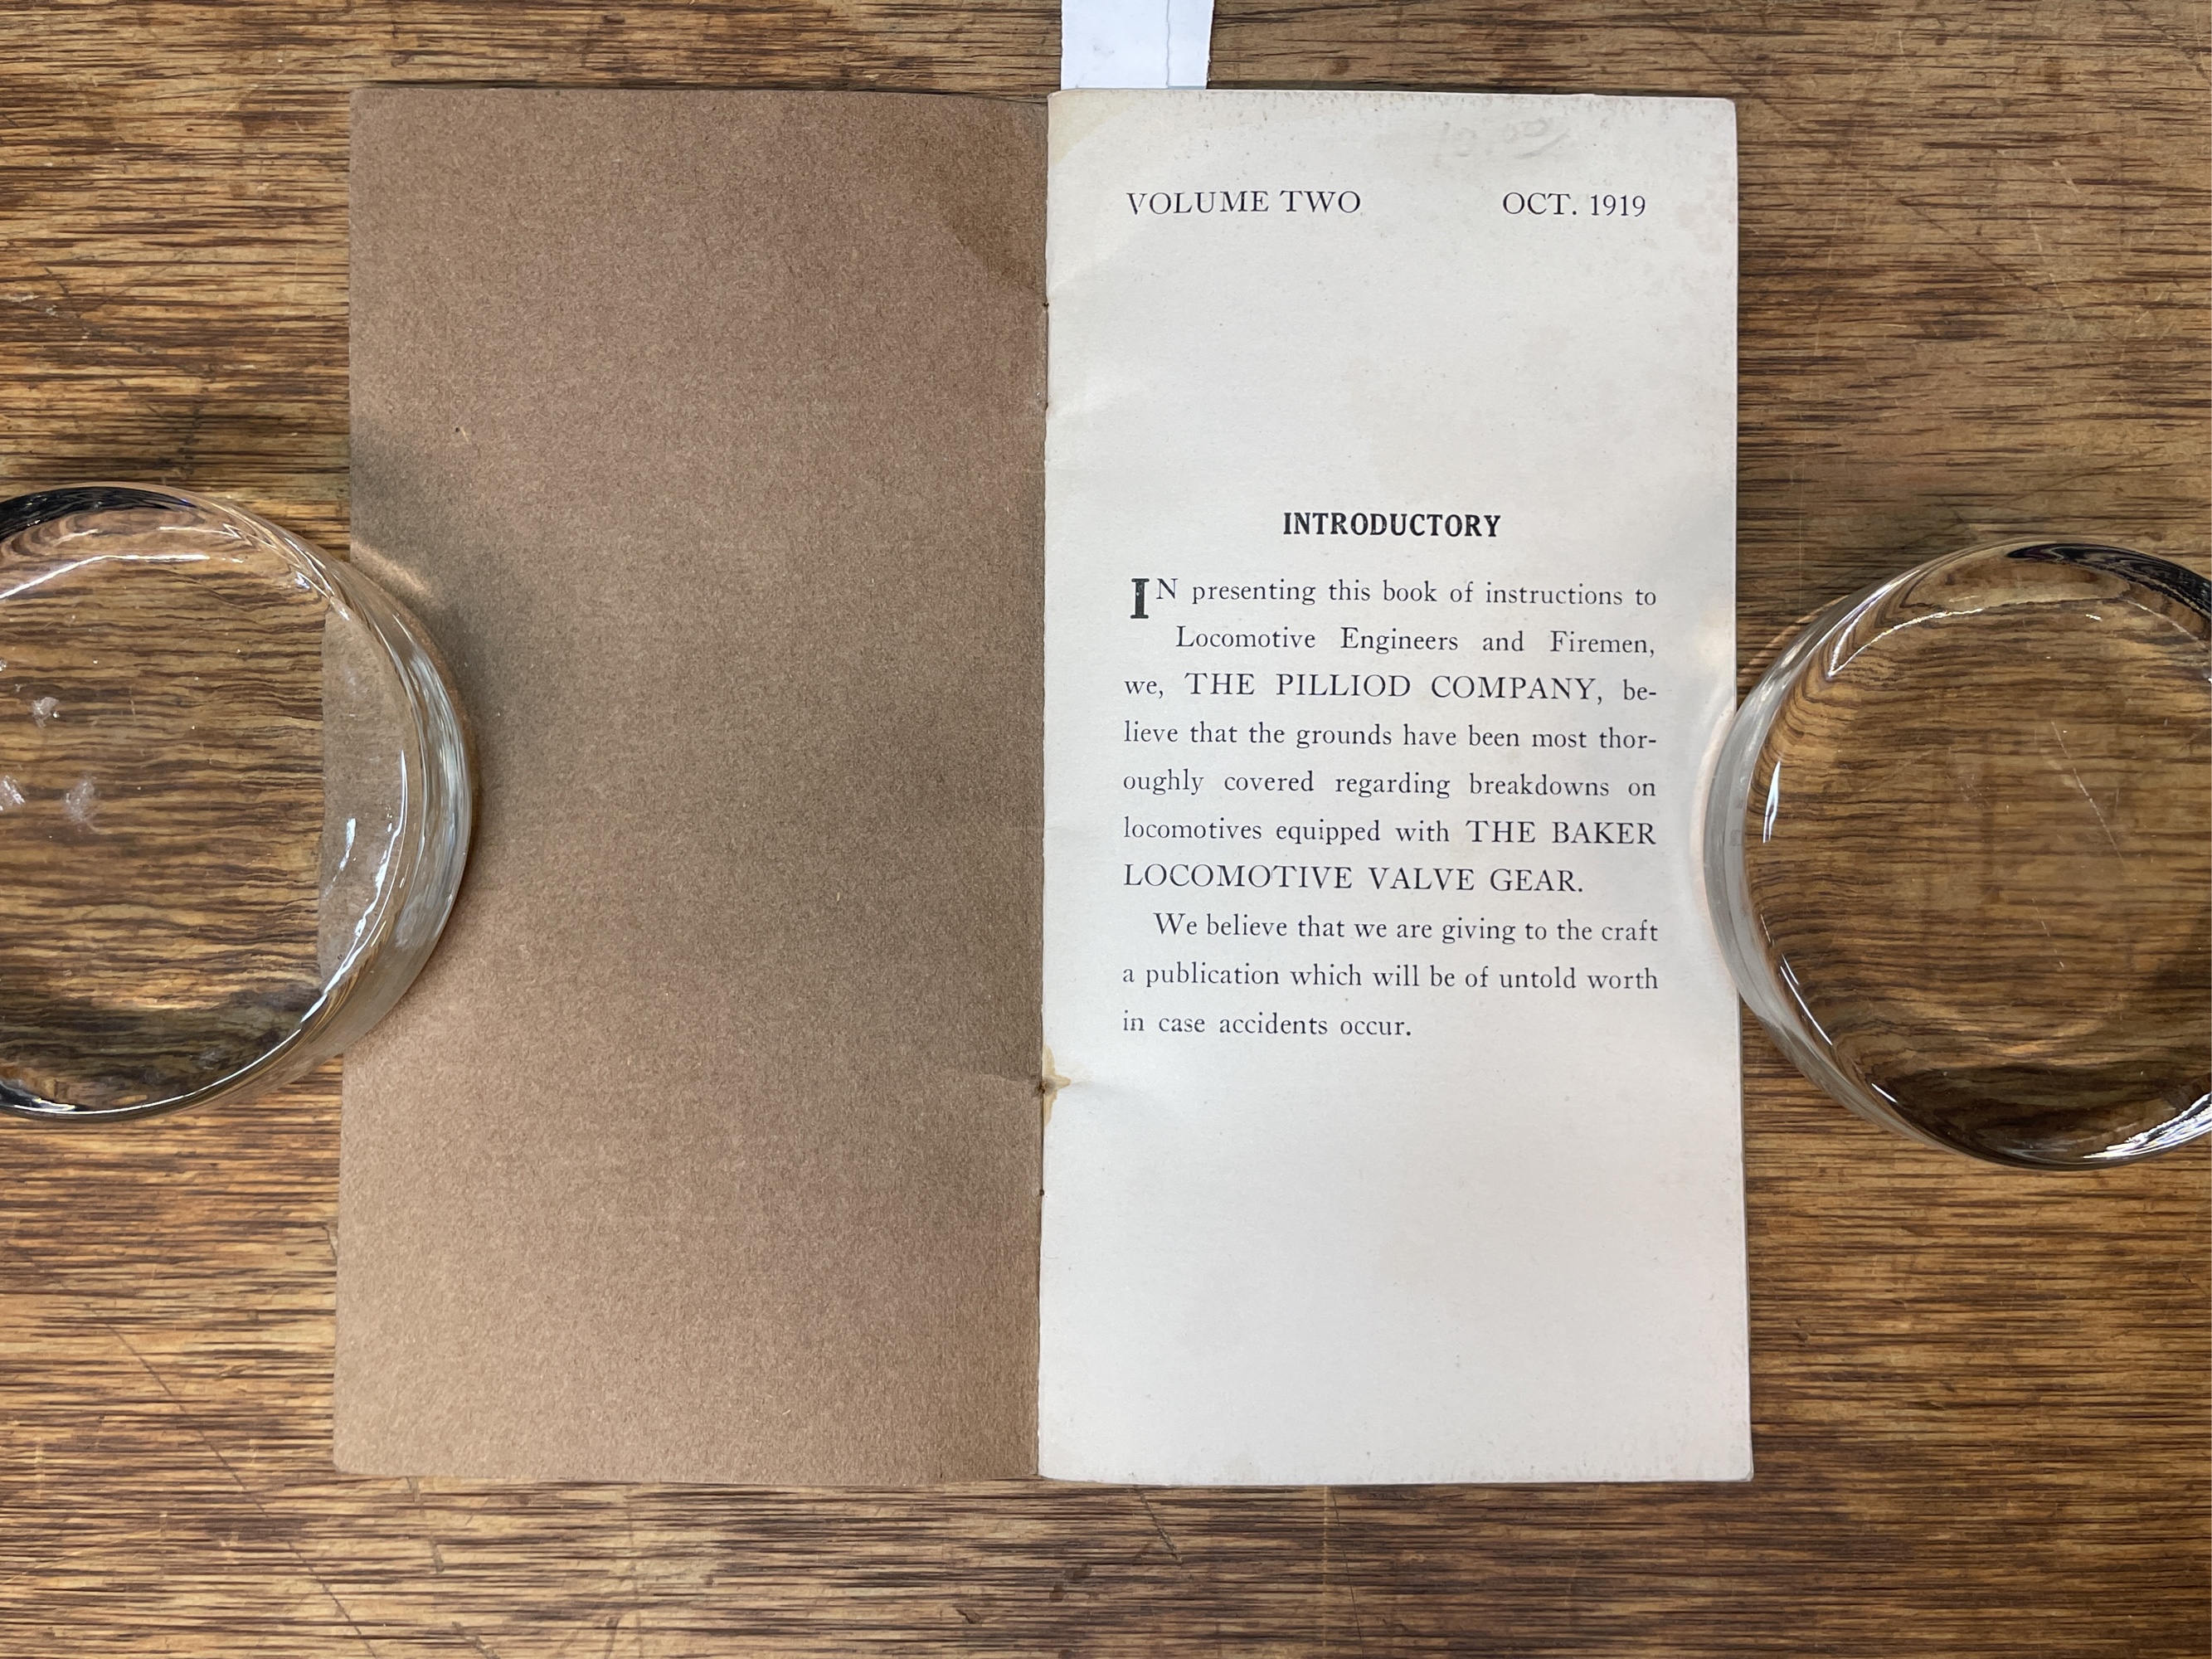 VOLUME TWO OCT. 1919
INTRODUCTORY
IN presenting this book of instructions to
Locomotive Engineers and Firemen,
we, THE PILLIOD COMPANY, be-
lieve that the grounds have been most thor-
oughly covered regarding breakdowns on
locomotives equipped with THE BAKER
LOCOMOTIVE VALVE GEAR.
We believe that we are giving to the craft
a publication which will be of untold worth
in case accidents occur.